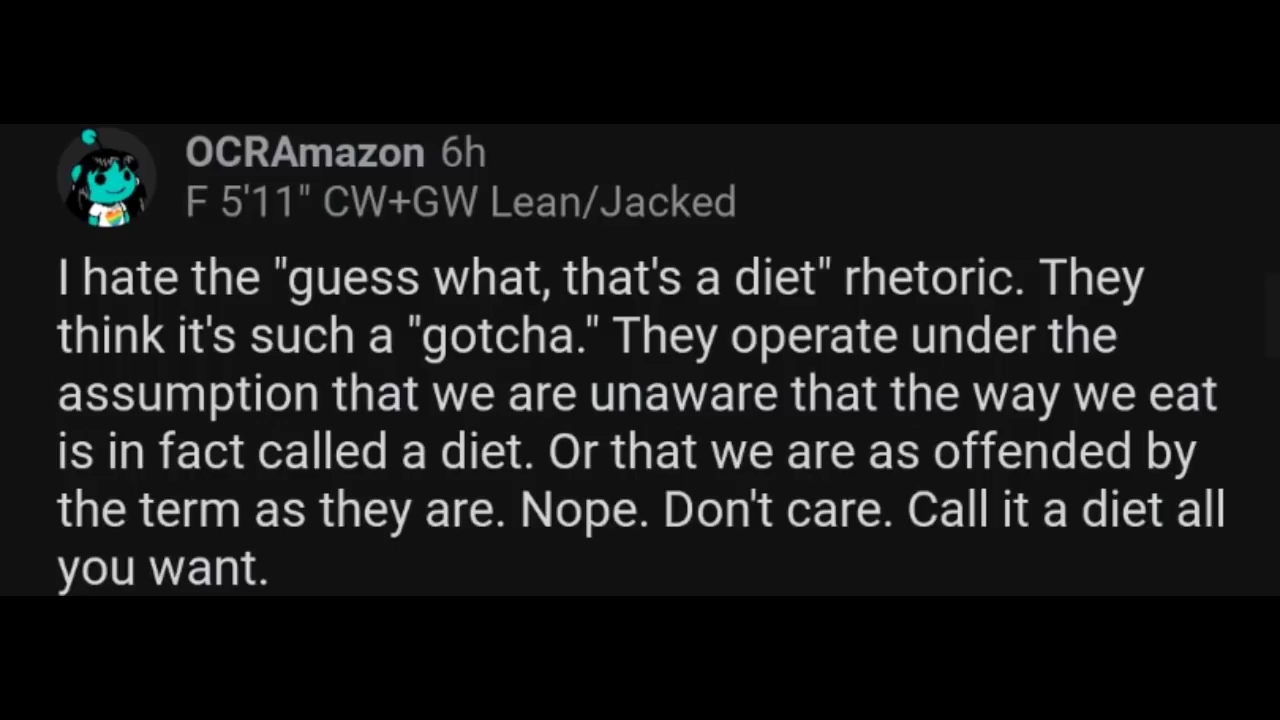 OCRAmazon 6h
F 5'11" CW+GW Lean/Jacked
I hate the "guess what, that's a diet" rhetoric. They
think it's such a "gotcha." They operate under the
assumption that we are unaware that the way we eat
is in fact called a diet. Or that we are as offended by
the term as they are. Nope. Don't care. Call it a diet all
you want.